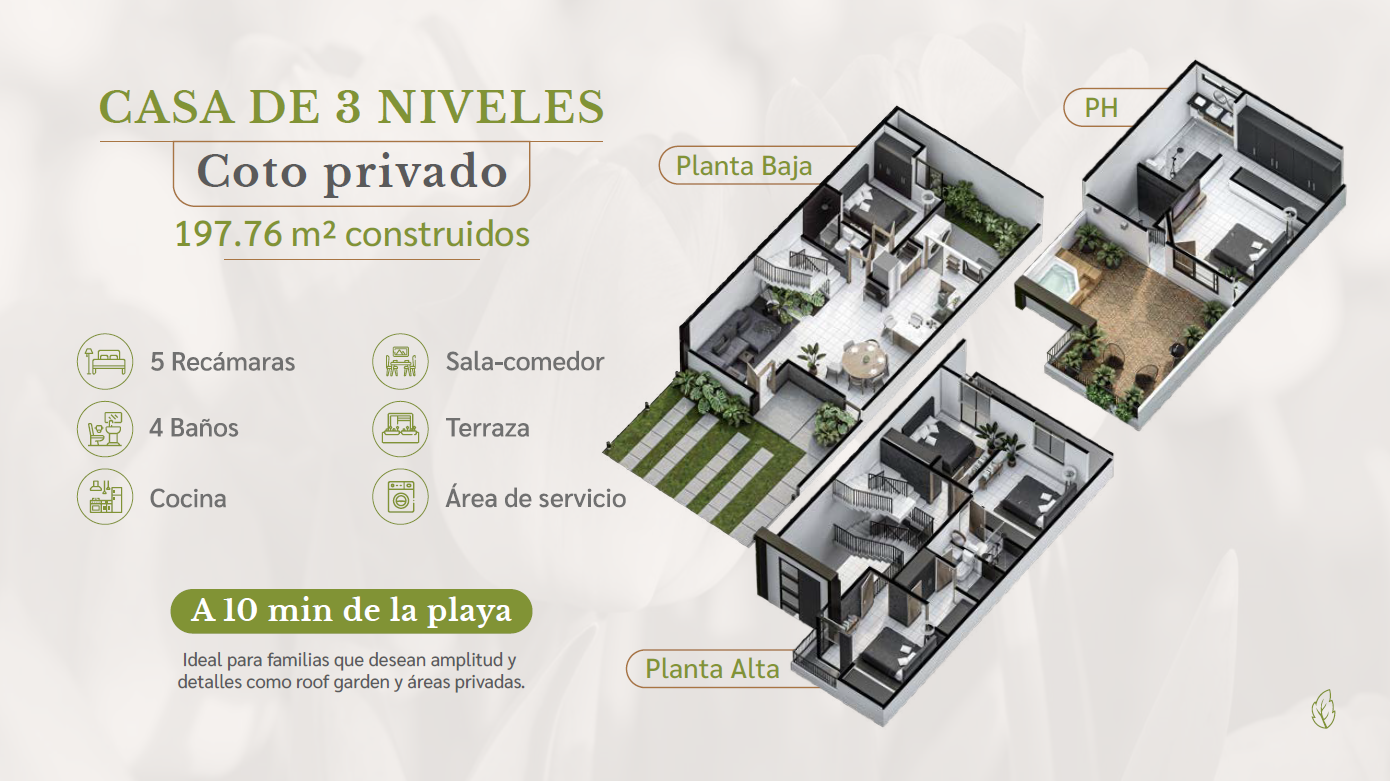 CASA DE 3 NIVELES
Coto privado
197.76 m² construidos
5 Recámaras
Sala-comedor
4 Baños
Terraza
Cocina
Área de servicio
A 10 min de la playa
Ideal para familias que desean amplitud y
detalles como roof garden y áreas privadas.
Planta Baja
PH
Planta Alta